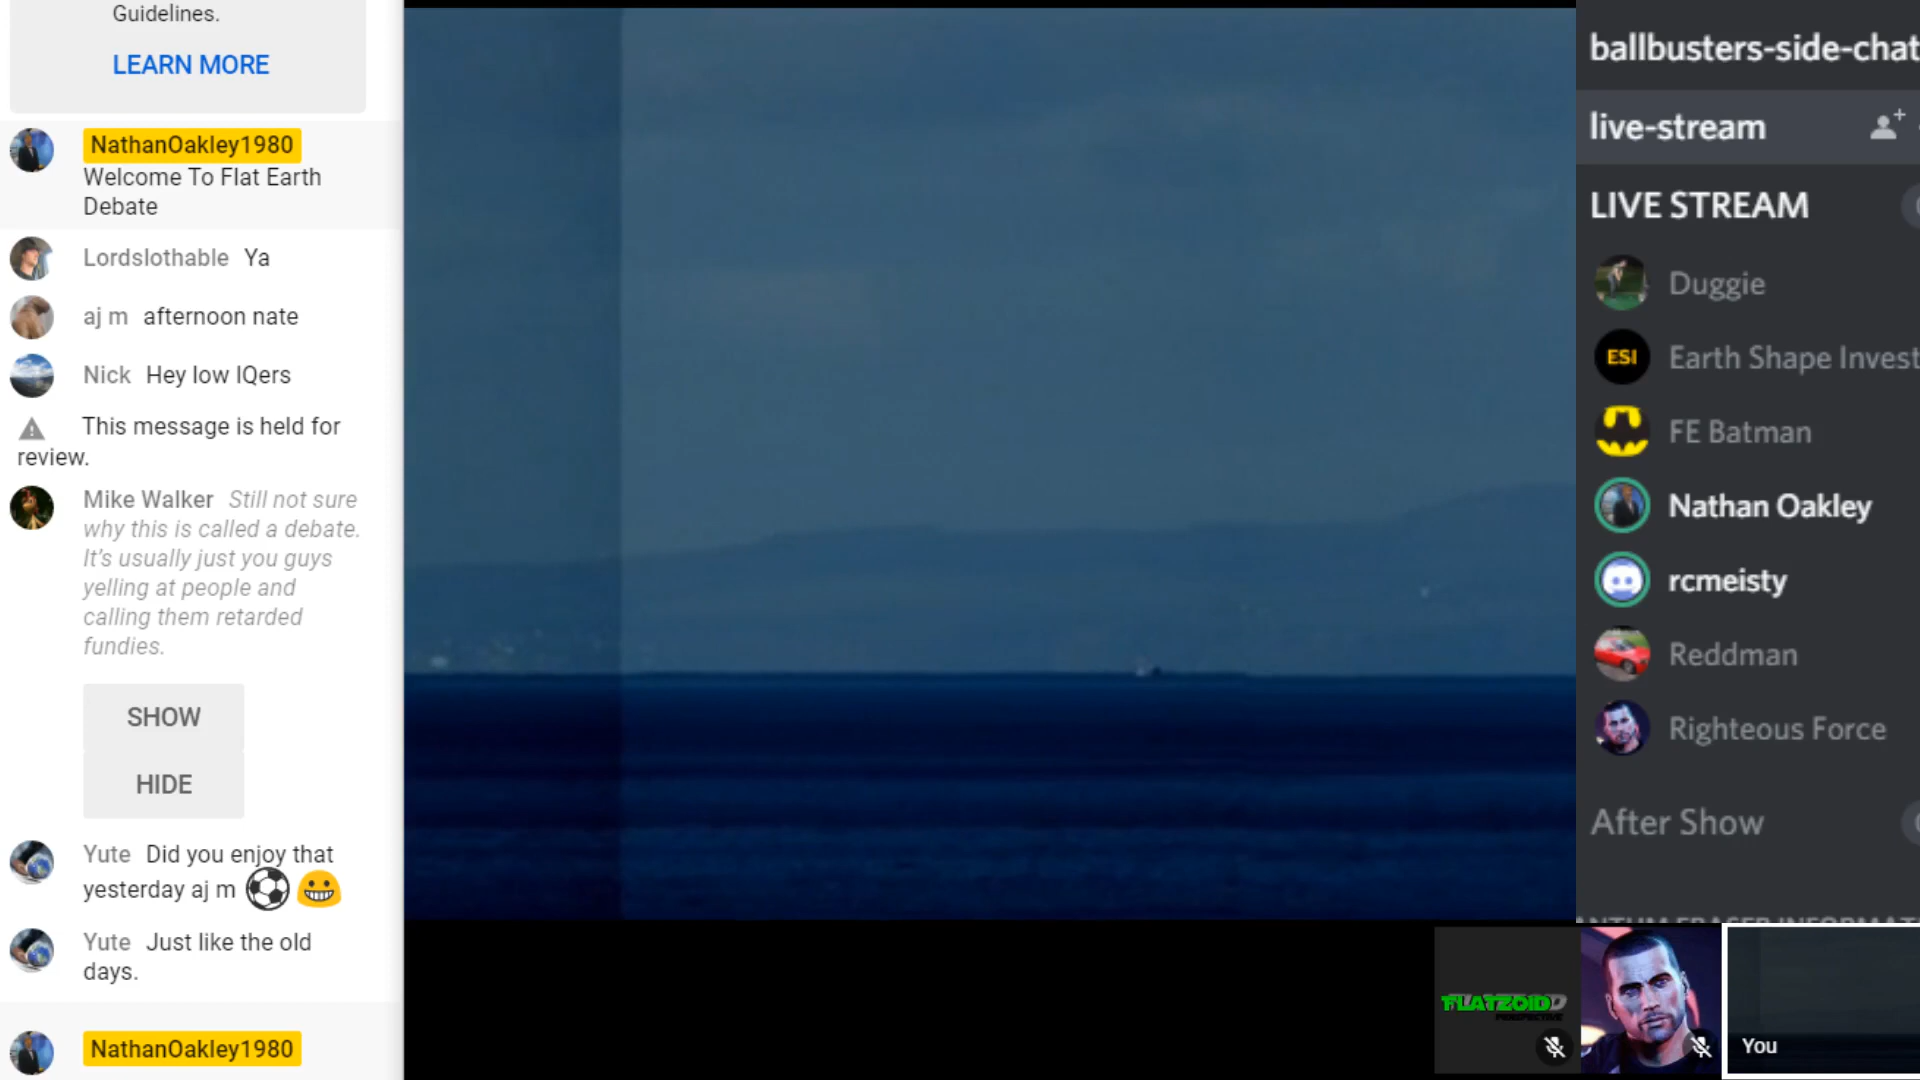 Guidelines.
LEARN MORE
NathanOakley1980
Welcome To Flat Earth
Debate
Lordslothable Ya
aj m afternoon nate
Nick Hey low IQers
This message is held for
review.
Mike Walker Still not sure
why this is called a debate.
It’s usually just you guys
yelling at people and
calling them retarded
fundies.
SHOW
HIDE
Yute Did you enjoy that
yesterday aj m
Yute Just like the old
days.
NathanOakley1980
ballbusters-side-chat
live-stream
LIVE STREAM
Duggie
ESI
Earth Shape Invest
FE Batman
Nathan Oakley
rcmeisty
Reddman
Righteous Force
After Show
FLATZOID
PERSPECTIVE
You